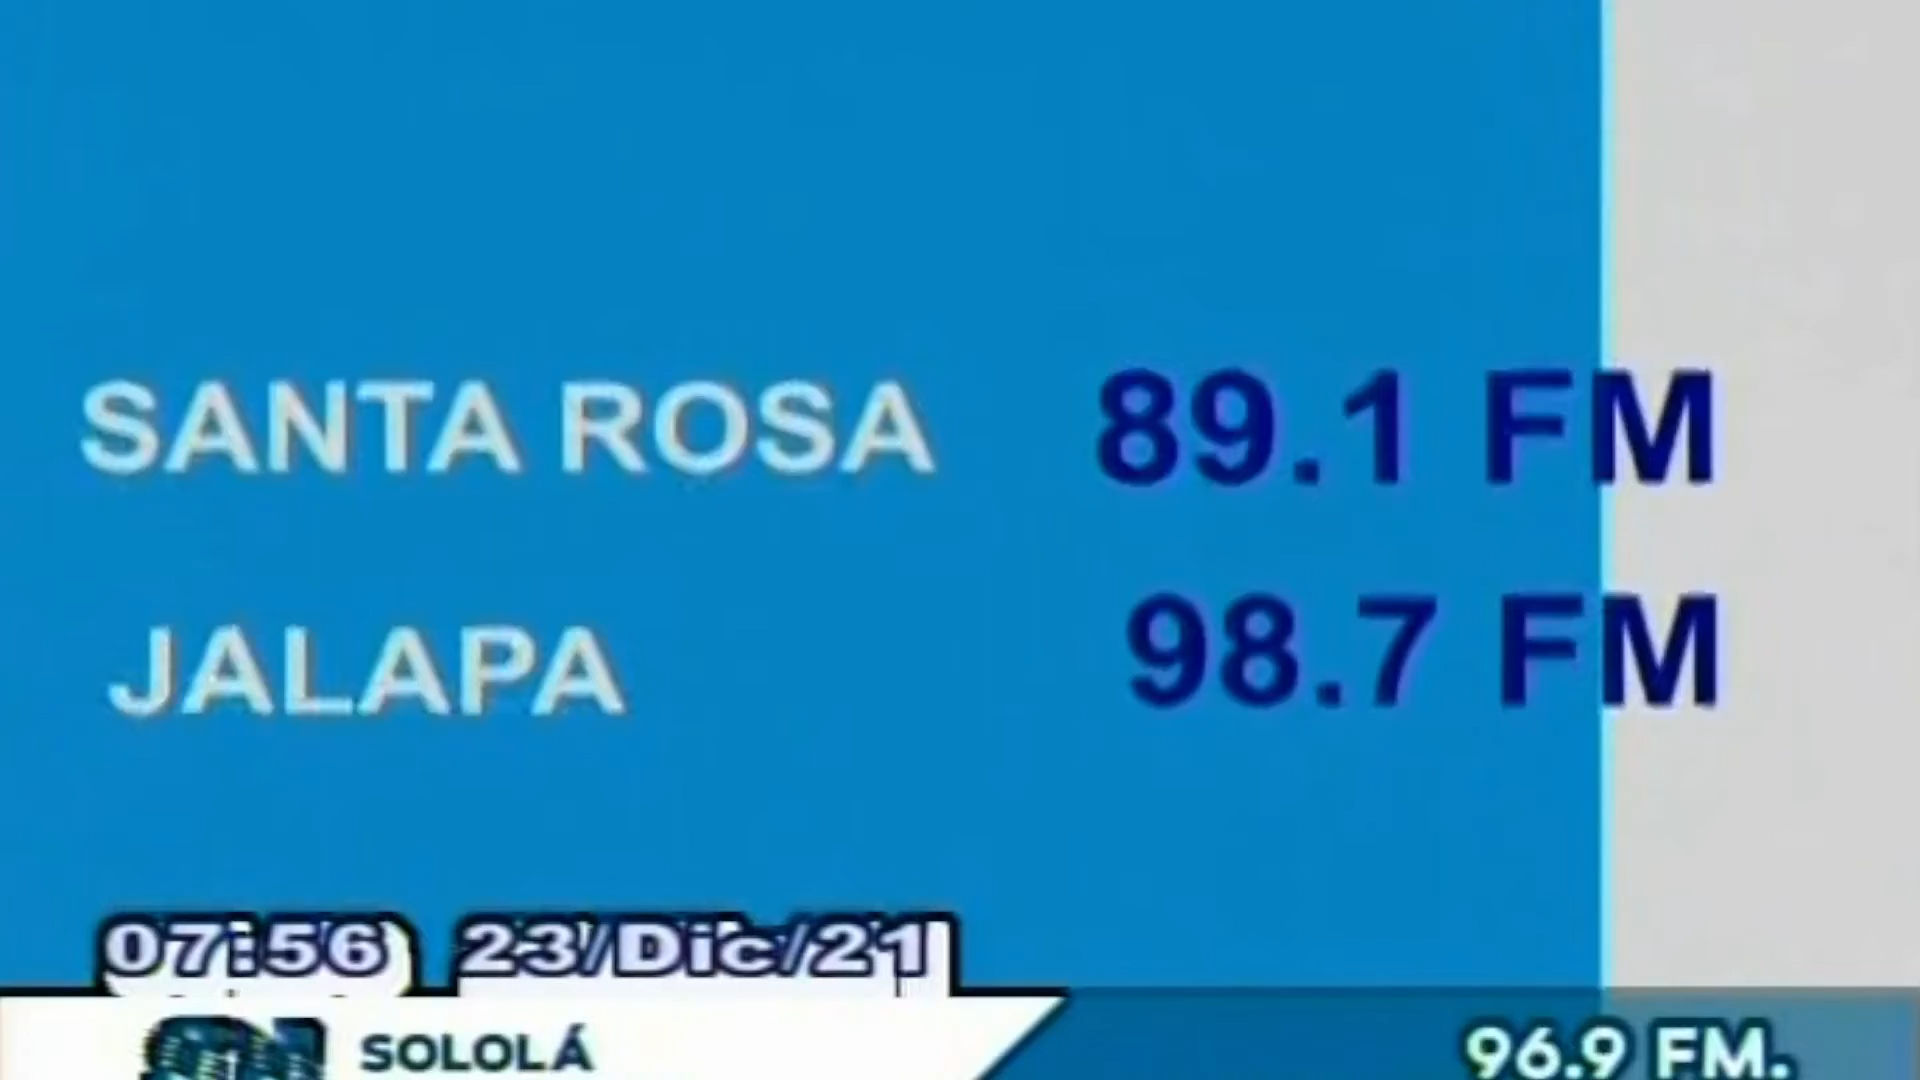 SANTA ROSA 89.1 FM
JALAPA 98.7 FM
07:56 23/Dic/21
SOLOLÁ 96.9 FM.